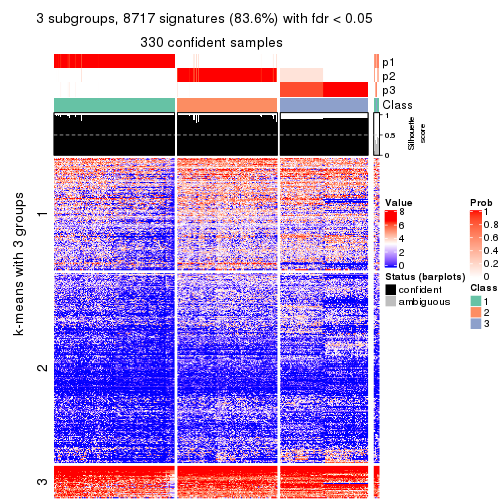 3 subgroups, 8717 signatures (83.6%) with fdr < 0.05
330 confident samples
p1
p2
p3
Class
1
0.5
0
Silhouette
score
k-means with 3 groups
1
2
3
Value
8
6
4
2
0
Status (barplots)
confident
ambiguous
Prob
1
0.8
0.6
0.4
0.2
0
Class
1
2
3